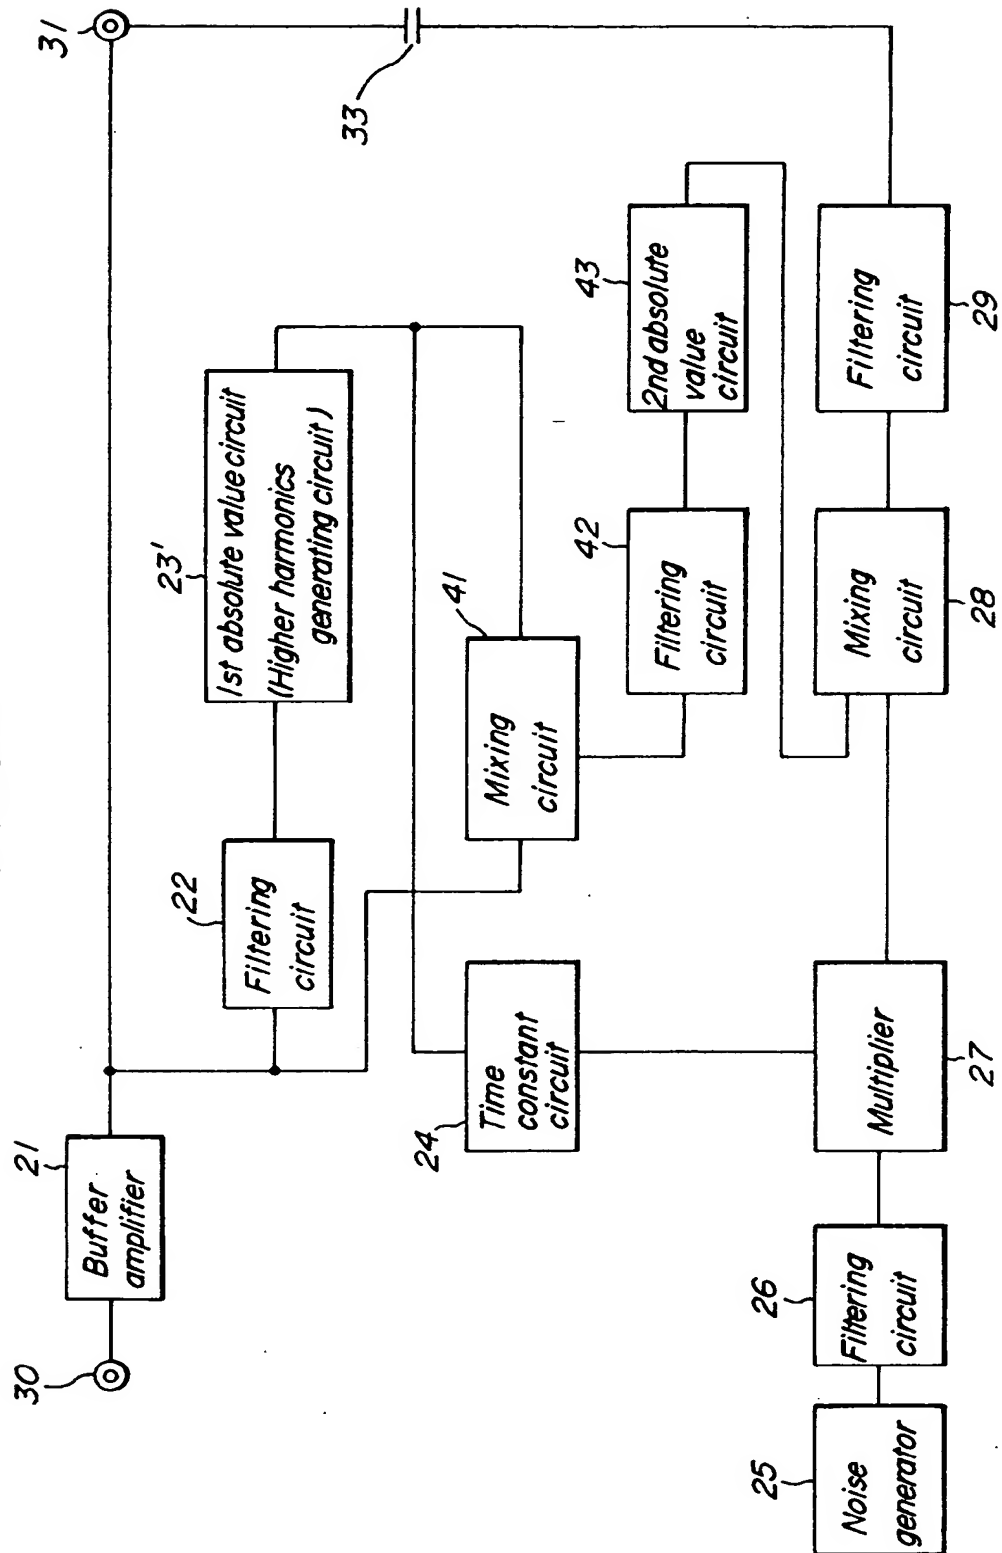 30
Buffer
amplifier
21
31
22
Filtering
circuit
23'
1st absolute value circuit
(Higher harmonics
generating circuit)
33
24
Time
constant
circuit
41
Mixing
circuit
42
Filtering
circuit
43
2nd absolute
value
circuit
25
Noise
generator
26
Filtering
circuit
Multiplier
27
Mixing
circuit
28
Filtering
circuit
29